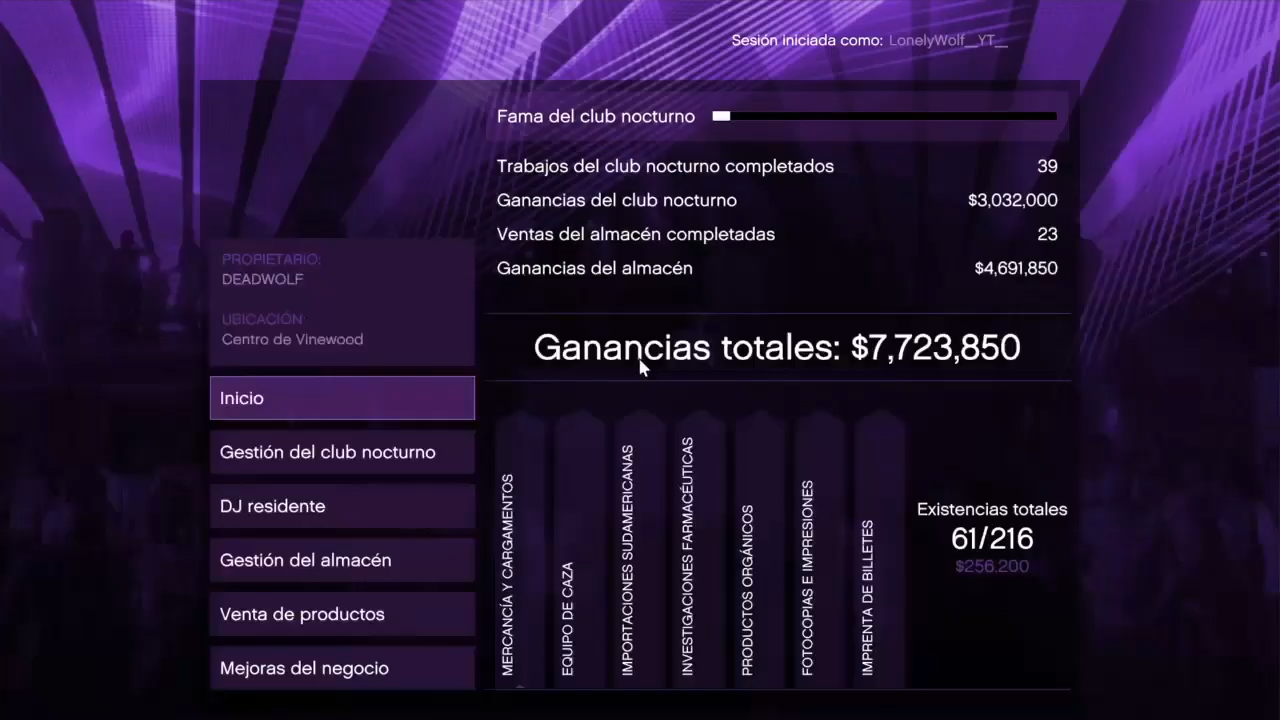 Sesión iniciada como: LonelyWolf__YT__
Fama del club nocturno
Trabajos del club nocturno completados 39
Ganancias del club nocturno $3,032,000
Ventas del almacén completadas 23
Ganancias del almacén $4,691,850
PROPIETARIO:
DEADWOLF
UBICACIÓN:
Centro de Vinewood
Ganancias totales: $7,723,850
Inicio
Gestión del club nocturno
DJ residente
Gestión del almacén
Venta de productos
Mejoras del negocio
MERCANCÍA Y CARGAMENTOS
EQUIPO DE CAZA
IMPORTACIONES SUDAMERICANAS
INVESTIGACIONES FARMACÉUTICAS
PRODUCTOS ORGÁNICOS
FOTOCOPIAS E IMPRESIONES
IMPRENTA DE BILLETES
Existencias totales
61/216
$256,200